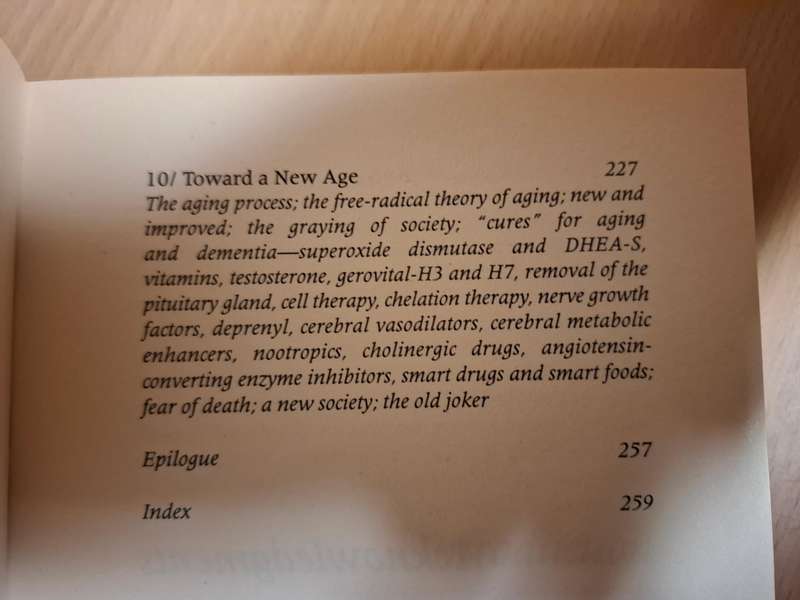 10/ Toward a New Age 227
The aging process; the free-radical theory of aging; new and
improved; the graying of society; “cures” for aging
and dementia—superoxide dismutase and DHEA-S,
vitamins, testosterone, gerovital-H3 and H7, removal of the
pituitary gland, cell therapy, chelation therapy, nerve growth
factors, deprenyl, cerebral vasodilators, cerebral metabolic
enhancers, nootropics, cholinergic drugs, angiotensin-
converting enzyme inhibitors, smart drugs and smart foods;
fear of death; a new society; the old joker
Epilogue 257
Index 259